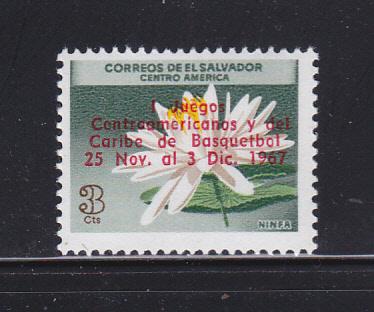 CORREOS DE EL SALVADOR
CENTRO AMERICA
I Juegos
Centroamericanos y del
Caribe de Basquetbol
25 Nov. al 3 Dic. 1967
3
Cts
NINFA